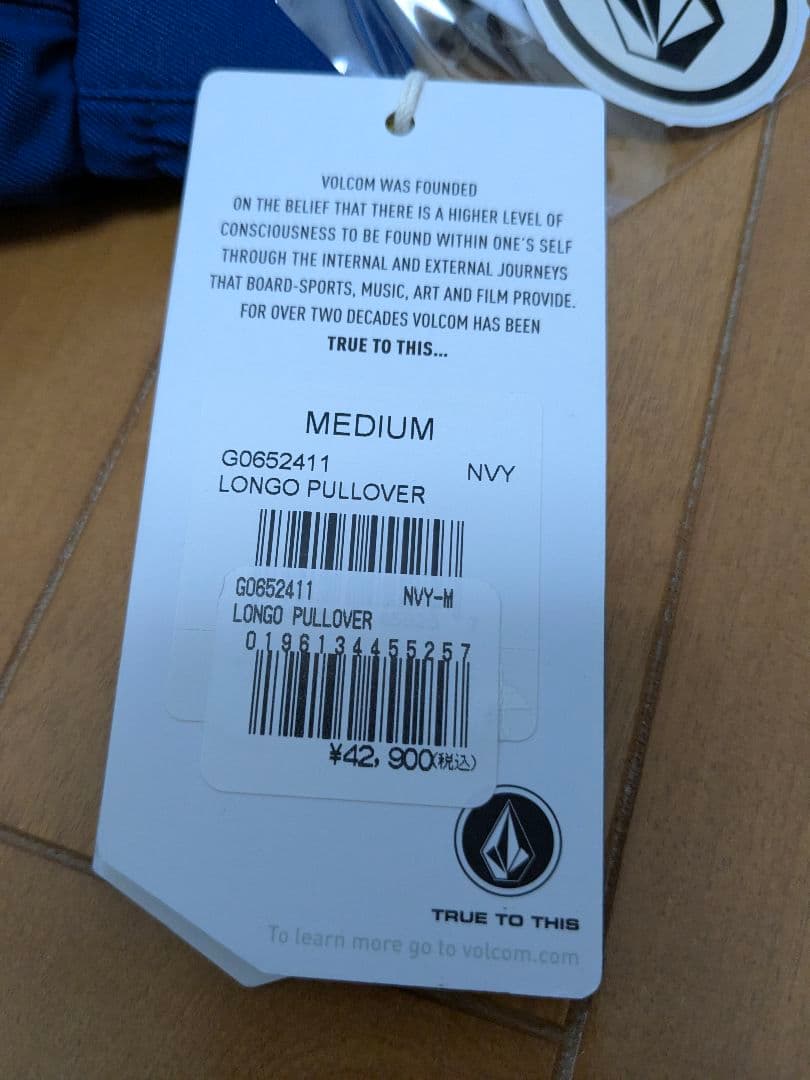 VOLCOM WAS FOUNDED
ON THE BELIEF THAT THERE IS A HIGHER LEVEL OF
CONSCIOUSNESS TO BE FOUND WITHIN ONE'S SELF
THROUGH THE INTERNAL AND EXTERNAL JOURNEYS
THAT BOARD-SPORTS, MUSIC, ART AND FILM PROVIDE.
FOR OVER TWO DECADES VOLCOM HAS BEEN
TRUE TO THIS...
MEDIUM
G0652411 NVY
LONGO PULLOVER
G0652411 NVY-M
LONGO PULLOVER
0196134455257
¥42,900(税込)
TRUE TO THIS
To learn more go to volcom.com